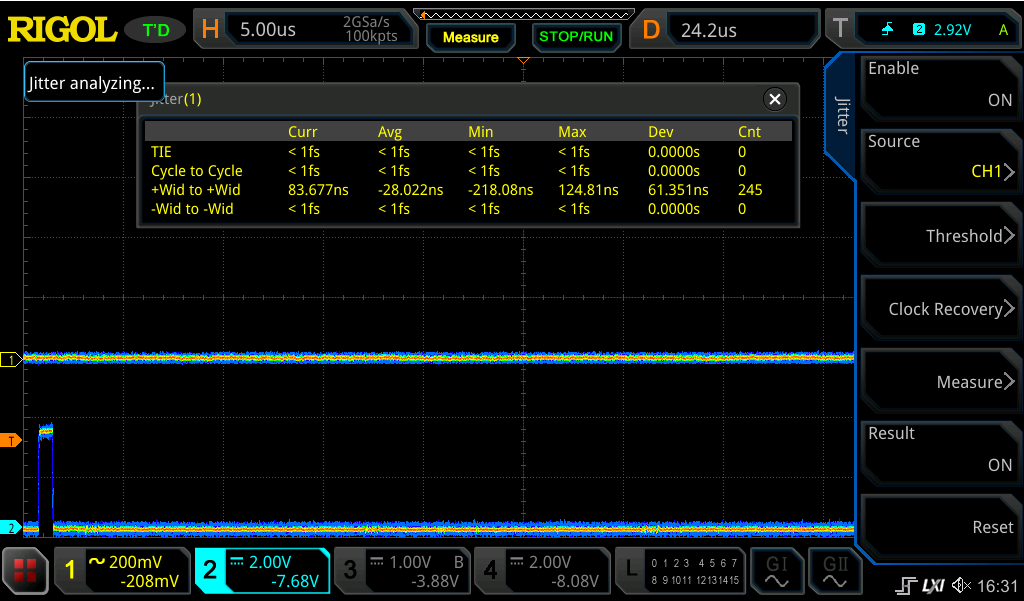 RIGOL T'D H 5.00us 2GSa/s 100kpts Measure STOP/RUN D 24.2us T 2 2.92V A
Jitter analyzing...
Jitter(1)
Curr Avg Min Max Dev Cnt
TIE < 1fs < 1fs < 1fs < 1fs 0.0000s 0
Cycle to Cycle < 1fs < 1fs < 1fs < 1fs 0.0000s 0
+Wid to +Wid 83.677ns -28.022ns -218.08ns 124.81ns 61.351ns 245
-Wid to -Wid < 1fs < 1fs < 1fs < 1fs 0.0000s 0
1
T
2
Jitter
Enable
ON
Source
CH1
Threshold
Clock Recovery
Measure
Result
ON
Reset
1 200mV
-208mV
2 2.00V
-7.68V
3 1.00V B
-3.88V
4 2.00V
-8.08V
L 0 1 2 3 4 5 6 7
8 9 10 11 12 13 14 15
GI
GII
LXI 16:31